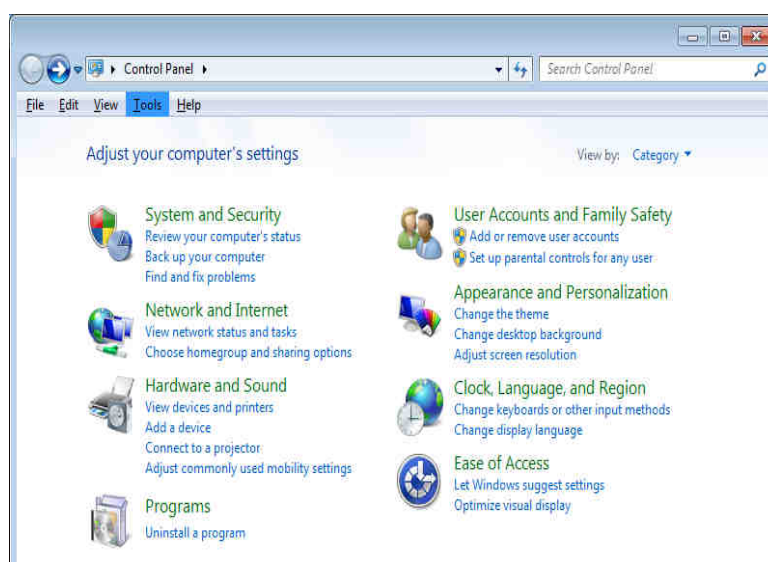 Control Panel
Search Control Panel
File Edit View Tools Help
Adjust your computer's settings
View by: Category
System and Security
Review your computer's status
Back up your computer
Find and fix problems
Network and Internet
View network status and tasks
Choose homegroup and sharing options
Hardware and Sound
View devices and printers
Add a device
Connect to a projector
Adjust commonly used mobility settings
Programs
Uninstall a program
User Accounts and Family Safety
Add or remove user accounts
Set up parental controls for any user
Appearance and Personalization
Change the theme
Change desktop background
Adjust screen resolution
Clock, Language, and Region
Change keyboards or other input methods
Change display language
Ease of Access
Let Windows suggest settings
Optimize visual display